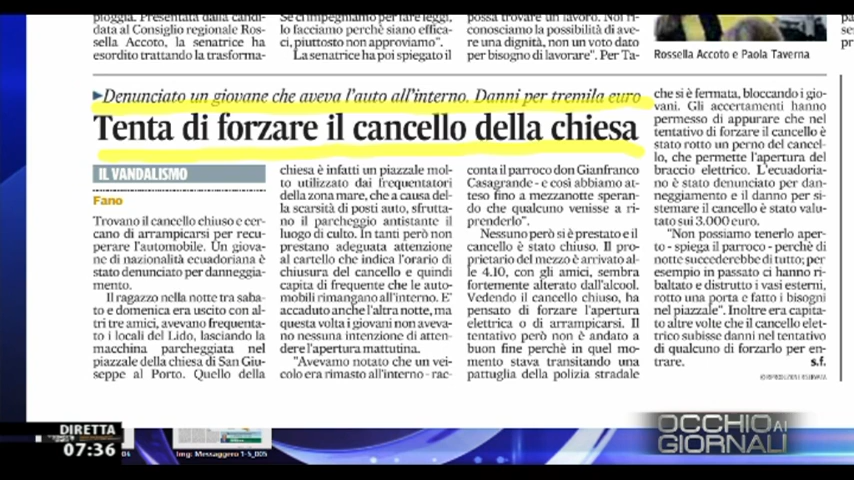 pioggia. Presentata dalla candi-
data al Consiglio regionale Ros-
sella Accoto, la senatrice ha
esordito trattando la trasforma-
Se ci impegniamo per fare leggi,
lo facciamo perchè siano effica-
ci, piuttosto non approviamo".
La senatrice ha poi spiegato il
possa trovare un lavoro. Noi ri-
conosciamo la possibilità di ave-
re una dignità, non un voto dato
per bisogno di lavorare". Per Ta-
Rossella Accoto e Paola Taverna
Denunciato un giovane che aveva l'auto all'interno. Danni per tremila euro
Tenta di forzare il cancello della chiesa
IL VANDALISMO
Fano
Trovano il cancello chiuso e cer-
cano di arrampicarsi per recu-
perare l'automobile. Un giova-
ne di nazionalità ecuadoriana è
stato denunciato per danneggia-
mento.
Il ragazzo nella notte tra saba-
to e domenica era uscito con al-
tri tre amici, avevano frequenta-
to i locali del Lido, lasciando la
macchina parcheggiata nel
piazzale della chiesa di San Giu-
seppe al Porto. Quello della
chiesa è infatti un piazzale mol-
to utilizzato dai frequentatori
della zona mare, che a causa del-
la scarsità di posti auto, sfrutta-
no il parcheggio antistante il
luogo di culto. In tanti però non
prestano adeguata attenzione
al cartello che indica l'orario di
chiusura del cancello e quindi
capita di frequente che le auto-
mobili rimangano all'interno. E'
accaduto anche l'altra notte, ma
questa volta i giovani non aveva-
no nessuna intenzione di atten-
dere l'apertura mattutina.
"Avevamo notato che un vei-
colo era rimasto all'interno - rac-
conta il parroco don Gianfranco
Casagrande - e così abbiamo at-
teso fino a mezzanotte speran-
do che qualcuno venisse a ri-
prenderlo".
Nessuno però si è prestato e il
cancello è stato chiuso. Il pro-
prietario del mezzo è arrivato al-
le 4.10, con gli amici, sembra
fortemente alterato dall'alcool.
Vedendo il cancello chiuso, ha
pensato di forzare l'apertura
elettrica o di arrampicarsi. Il
tentativo però non è andato a
buon fine perchè in quel mo-
mento stava transitando una
pattuglia della polizia stradale
che si è fermata, bloccando i gio-
vani. Gli accertamenti hanno
permesso di appurare che nel
tentativo di forzare il cancello è
stato rotto un perno del cancel-
lo, che permette l'apertura del
braccio elettrico. L'ecuadoria-
no è stato denunciato per dan-
neggiamento e il danno per si-
stemare il cancello è stato valu-
tato sui 3.000 euro.
"Non possiamo tenerlo aper-
to - spiega il parroco - perchè di
notte succederebbe di tutto; per
esempio in passato ci hanno ri-
baltato e distrutto i vasi esterni,
rotto una porta e fatto i bisogni
nel piazzale". Inoltre era capita-
to altre volte che il cancello elet-
trico subisse danni nel tentativo
di qualcuno di forzarlo per en-
trare.
s.f.
DIRETTA
07:36
ling: Messaggero 1-5_005
OCCHIO AI
GIORNALI